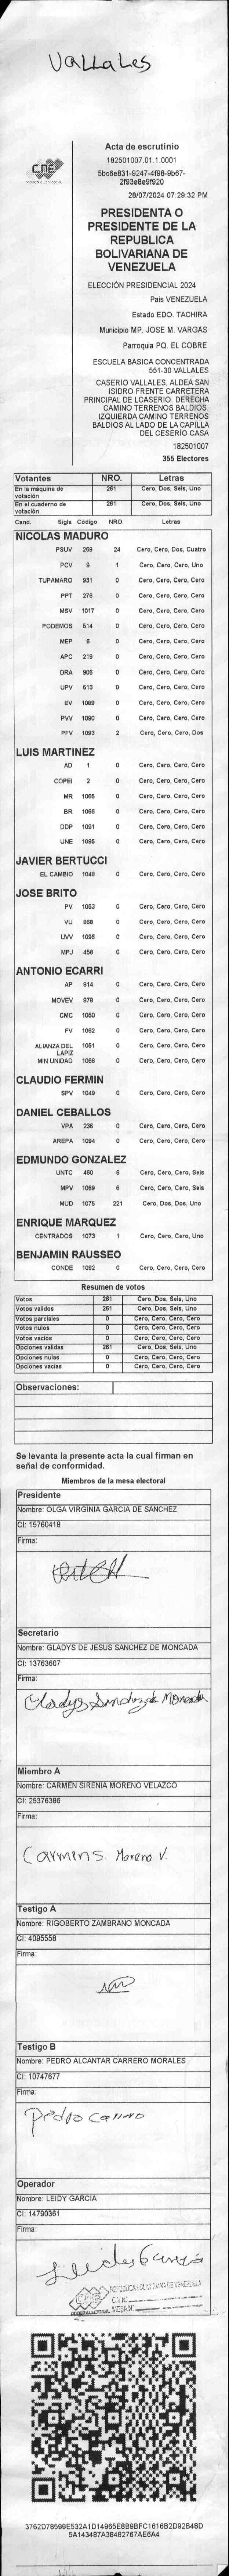 Vallales
CNE
Acta de escrutinio
182501007.01.1.0001
5bc6e831-9247-4f98-9b67-
2f93e8e9f920
28/07/2024 07:29:32 PM
PRESIDENTA O
PRESIDENTE DE LA
REPUBLICA
BOLIVARIANA DE
VENEZUELA
ELECCIÓN PRESIDENCIAL 2024
Pais VENEZUELA
Estado EDO. TACHIRA
Municipio MP. JOSE M. VARGAS
Parroquia PQ. EL COBRE
ESCUELA BASICA CONCENTRADA
551-30 VALLALES
CASERIO VALLALES, ALDEA SAN
ISIDRO FRENTE CARRETERA
PRINCIPAL DE LCASERIO. DERECHA
CAMINO TERRENOS BALDIOS.
IZQUIERDA CAMINO TERRENOS
BALDIOS AL LADO DE LA CAPILLA
DEL CESERIO CASA
182501007
355 Electores
Votantes NRO. Letras
En la máquina de votación 261 Cero, Dos, Seis, Uno
En el cuaderno de votación 261 Cero, Dos, Seis, Uno
Cand. Sigla Código NRO. Letras
NICOLAS MADURO
PSUV 269 24 Cero, Cero, Dos, Cuatro
PCV 9 1 Cero, Cero, Cero, Uno
TUPAMARO 931 0 Cero, Cero, Cero, Cero
PPT 276 0 Cero, Cero, Cero, Cero
MSV 1017 0 Cero, Cero, Cero, Cero
PODEMOS 514 0 Cero, Cero, Cero, Cero
MEP 6 0 Cero, Cero, Cero, Cero
APC 219 0 Cero, Cero, Cero, Cero
ORA 906 0 Cero, Cero, Cero, Cero
UPV 513 0 Cero, Cero, Cero, Cero
EV 1089 0 Cero, Cero, Cero, Cero
PVV 1090 0 Cero, Cero, Cero, Cero
PFV 1093 2 Cero, Cero, Cero, Dos
LUIS MARTINEZ
AD 1 0 Cero, Cero, Cero, Cero
COPEI 2 0 Cero, Cero, Cero, Cero
MR 1065 0 Cero, Cero, Cero, Cero
BR 1066 0 Cero, Cero, Cero, Cero
DDP 1091 0 Cero, Cero, Cero, Cero
UNE 1095 0 Cero, Cero, Cero, Cero
JAVIER BERTUCCI
EL CAMBIO 1048 0 Cero, Cero, Cero, Cero
JOSE BRITO
PV 1053 0 Cero, Cero, Cero, Cero
VU 868 0 Cero, Cero, Cero, Cero
UVV 1096 0 Cero, Cero, Cero, Cero
MPJ 458 0 Cero, Cero, Cero, Cero
ANTONIO ECARRI
AP 814 0 Cero, Cero, Cero, Cero
MOVEV 978 0 Cero, Cero, Cero, Cero
CMC 1050 0 Cero, Cero, Cero, Cero
FV 1062 0 Cero, Cero, Cero, Cero
ALIANZA DEL LAPIZ 1051 0 Cero, Cero, Cero, Cero
MIN UNIDAD 1068 0 Cero, Cero, Cero, Cero
CLAUDIO FERMIN
SPV 1049 0 Cero, Cero, Cero, Cero
DANIEL CEBALLOS
VPA 236 0 Cero, Cero, Cero, Cero
AREPA 1094 0 Cero, Cero, Cero, Cero
EDMUNDO GONZALEZ
UNTC 460 6 Cero, Cero, Cero, Seis
MPV 1069 6 Cero, Cero, Cero, Seis
MUD 1075 221 Cero, Dos, Dos, Uno
ENRIQUE MARQUEZ
CENTRADOS 1073 1 Cero, Cero, Cero, Uno
BENJAMIN RAUSSEO
CONDE 1092 0 Cero, Cero, Cero, Cero
Resumen de votos
Votos 261 Cero, Dos, Seis, Uno
Votos validos 261 Cero, Dos, Seis, Uno
Votos parciales 0 Cero, Cero, Cero, Cero
Votos nulos 0 Cero, Cero, Cero, Cero
Votos vacios 0 Cero, Cero, Cero, Cero
Opciones validas 261 Cero, Dos, Seis, Uno
Opciones nulas 0 Cero, Cero, Cero, Cero
Opciones vacias 0 Cero, Cero, Cero, Cero
Observaciones:
Se levanta la presente acta la cual firman en
señal de conformidad.
Miembros de la mesa electoral
Presidente
Nombre: OLGA VIRGINIA GARCIA DE SANCHEZ
CI: 15760418
Firma:
Secretario
Nombre: GLADYS DE JESUS SANCHEZ DE MONCADA
CI: 13763607
Firma:
Gladys Sanchez de Moncada
Miembro A
Nombre: CARMEN SIRENIA MORENO VELAZCO
CI: 25376386
Firma:
Carmen S Moreno V.
Testigo A
Nombre: RIGOBERTO ZAMBRANO MONCADA
CI: 4095558
Firma:
Testigo B
Nombre: PEDRO ALCANTAR CARRERO MORALES
CI: 10747677
Firma:
Pedro Carrero
Operador
Nombre: LEIDY GARCIA
CI: 14790361
Firma:
Leidy Garcia
REPÚBLICA BOLIVARIANA DE VENEZUELA
CNE
3762D78599E532A1D14965E8B9BFC1616B2D92B48D
5A143487A38482767AE6A4